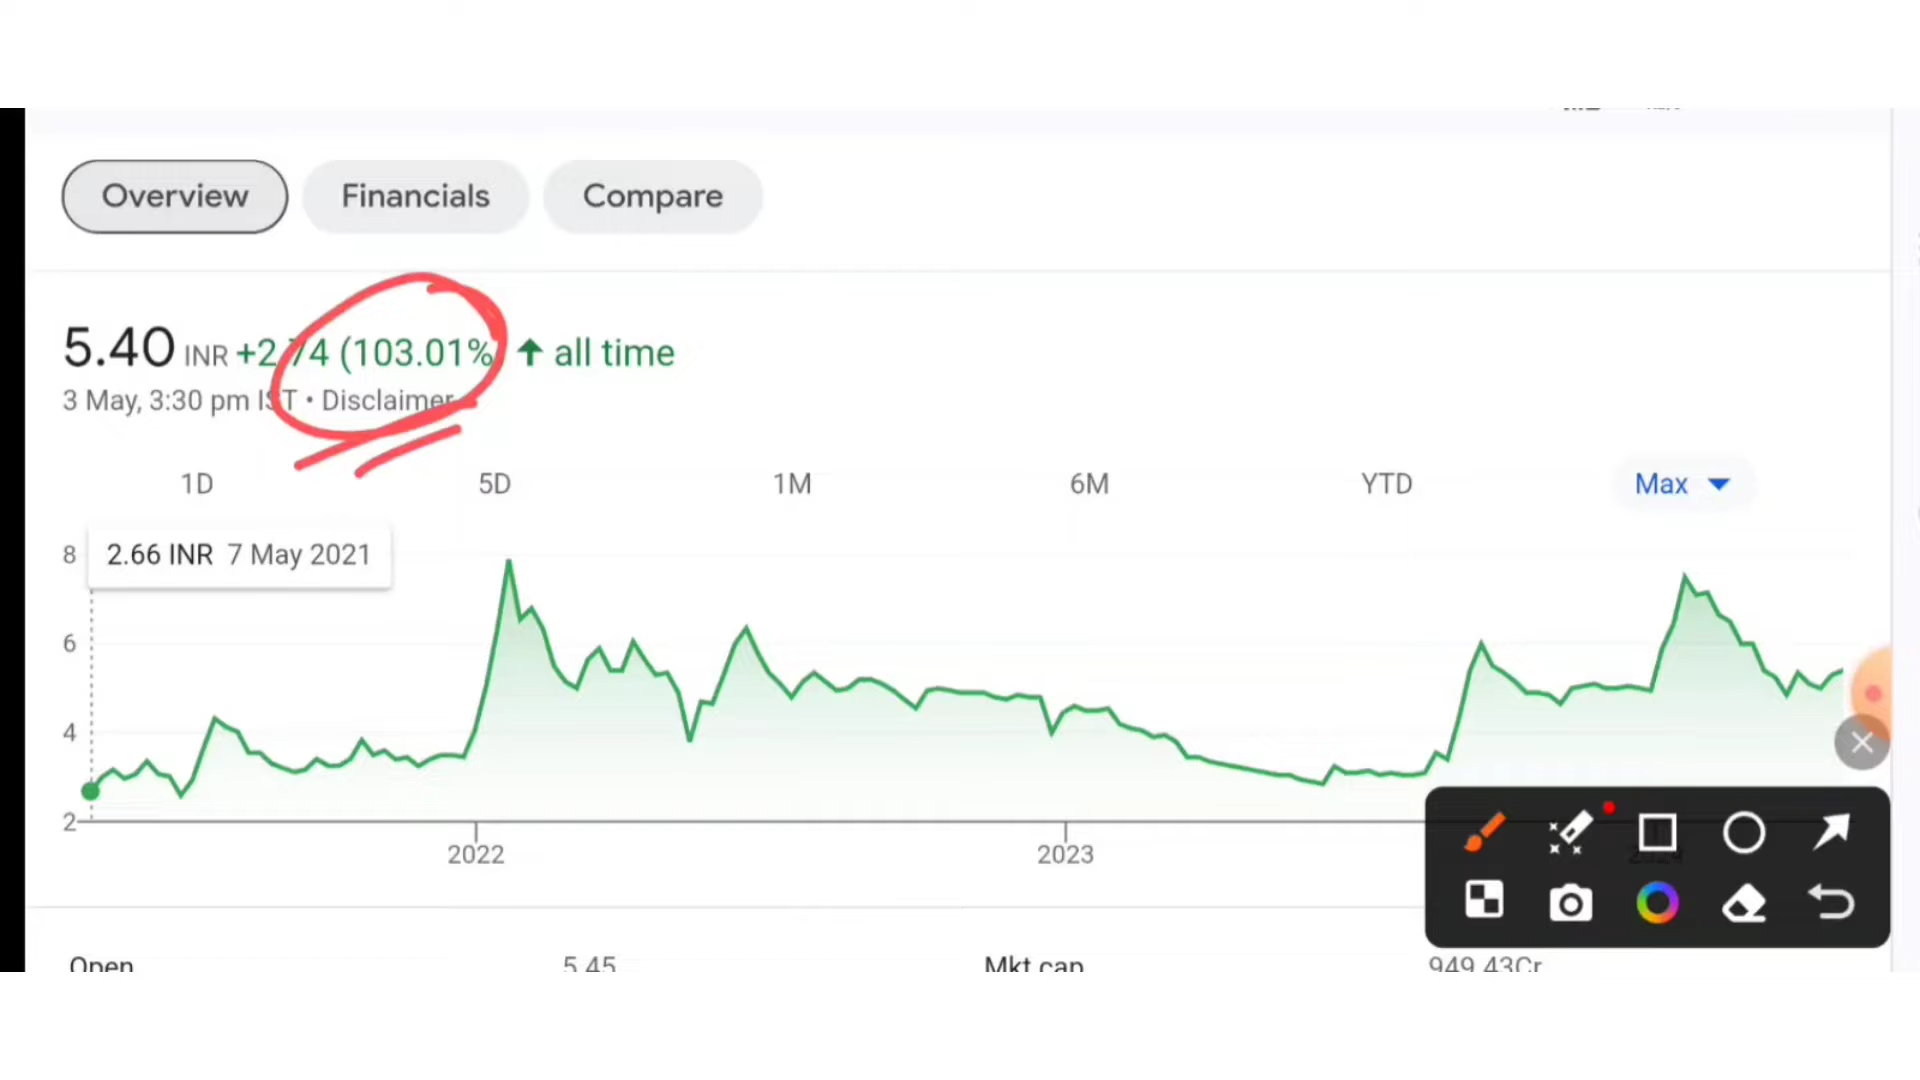 Overview Financials Compare
5.40 INR +2.74 (103.01% ↑ all time
3 May, 3:30 pm IST • Disclaimer
1D 5D 1M 6M YTD Max
8 2.66 INR 7 May 2021
6
4
2
2022 2023
Open 5.45 Mkt cap 949.43Cr